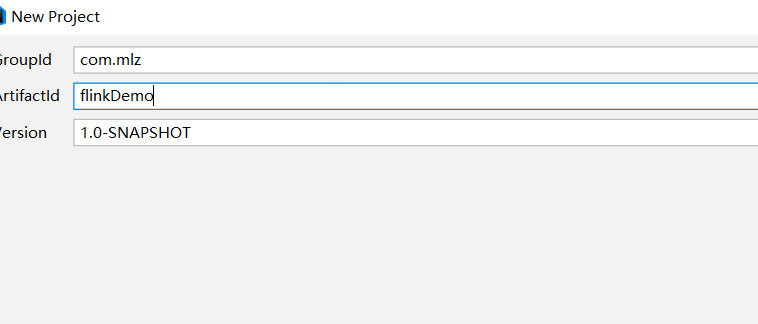 New Project
GroupId com.mlz
ArtifactId flinkDemo
Version 1.0-SNAPSHOT